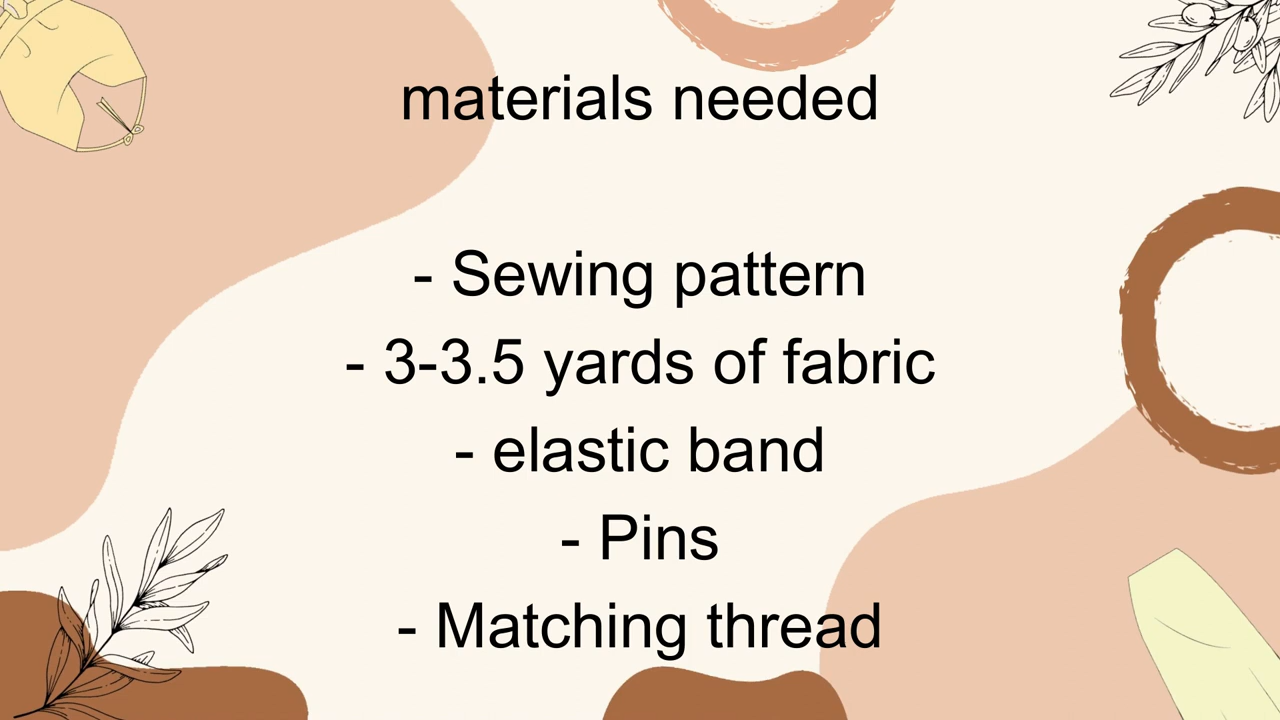 materials needed
- Sewing pattern
- 3-3.5 yards of fabric
- elastic band
- Pins
- Matching thread